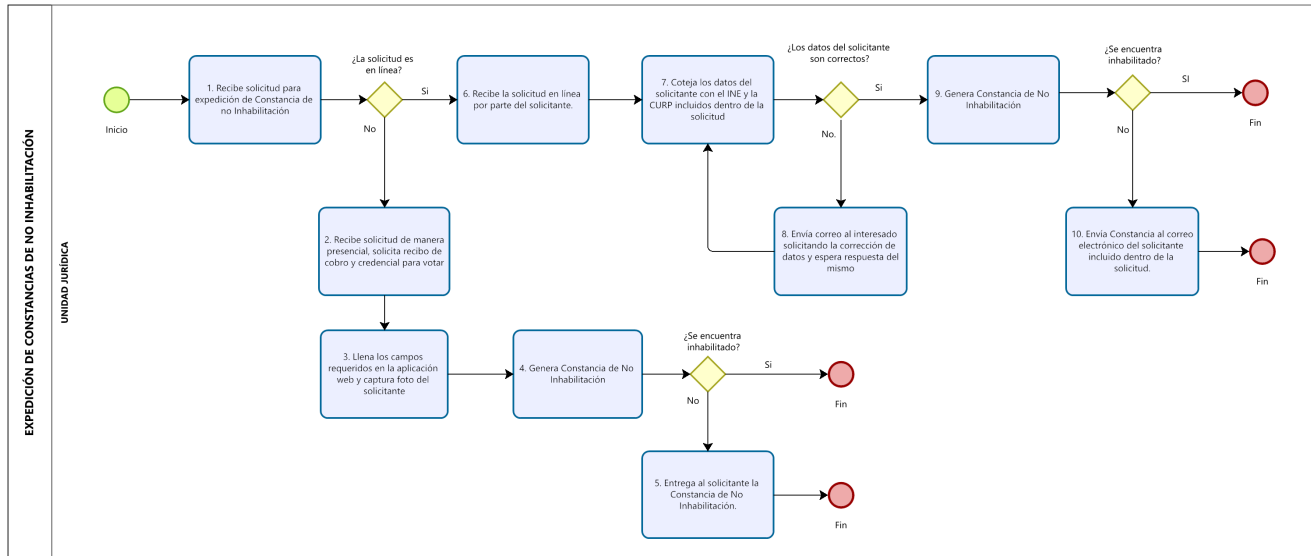 EXPEDICIÓN DE CONSTANCIAS DE NO INHABILITACIÓN
UNIDAD JURÍDICA
Inicio
1. Recibe solicitud para
expedición de Constancia de
no Inhabilitación
¿La solicitud es
en línea?
Si
No
6. Recibe la solicitud en línea
por parte del solicitante.
7. Coteja los datos del
solicitante con el INE y la
CURP incluidos dentro de la
solicitud
¿Los datos del solicitante
son correctos?
Si
No.
9. Genera Constancia de No
Inhabilitación
¿Se encuentra
inhabilitado?
SI
No
Fin
2. Recibe solicitud de manera
presencial, solicita recibo de
cobro y credencial para votar
8. Envía correo al interesado
solicitando la corrección de
datos y espera respuesta del
mismo
10. Envia Constancia al correo
electrónico del solicitante
incluido dentro de la
solicitud.
Fin
3. Llena los campos
requeridos en la aplicación
web y captura foto del
solicitante
4. Genera Constancia de No
Inhabilitación
¿Se encuentra
inhabilitado?
Si
No
Fin
5. Entrega al solicitante la
Constancia de No
Inhabilitación.
Fin